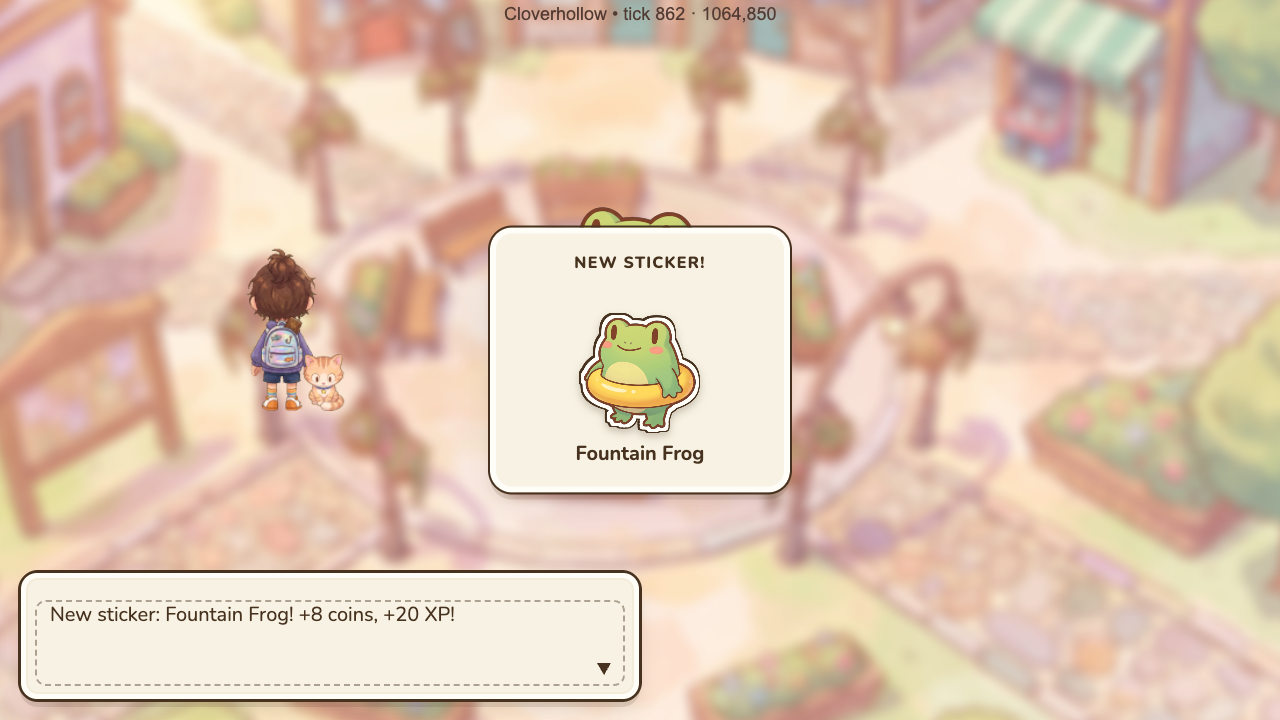 Cloverhollow • tick 862 · 1064,850
NEW STICKER!
Fountain Frog
New sticker: Fountain Frog! +8 coins, +20 XP!